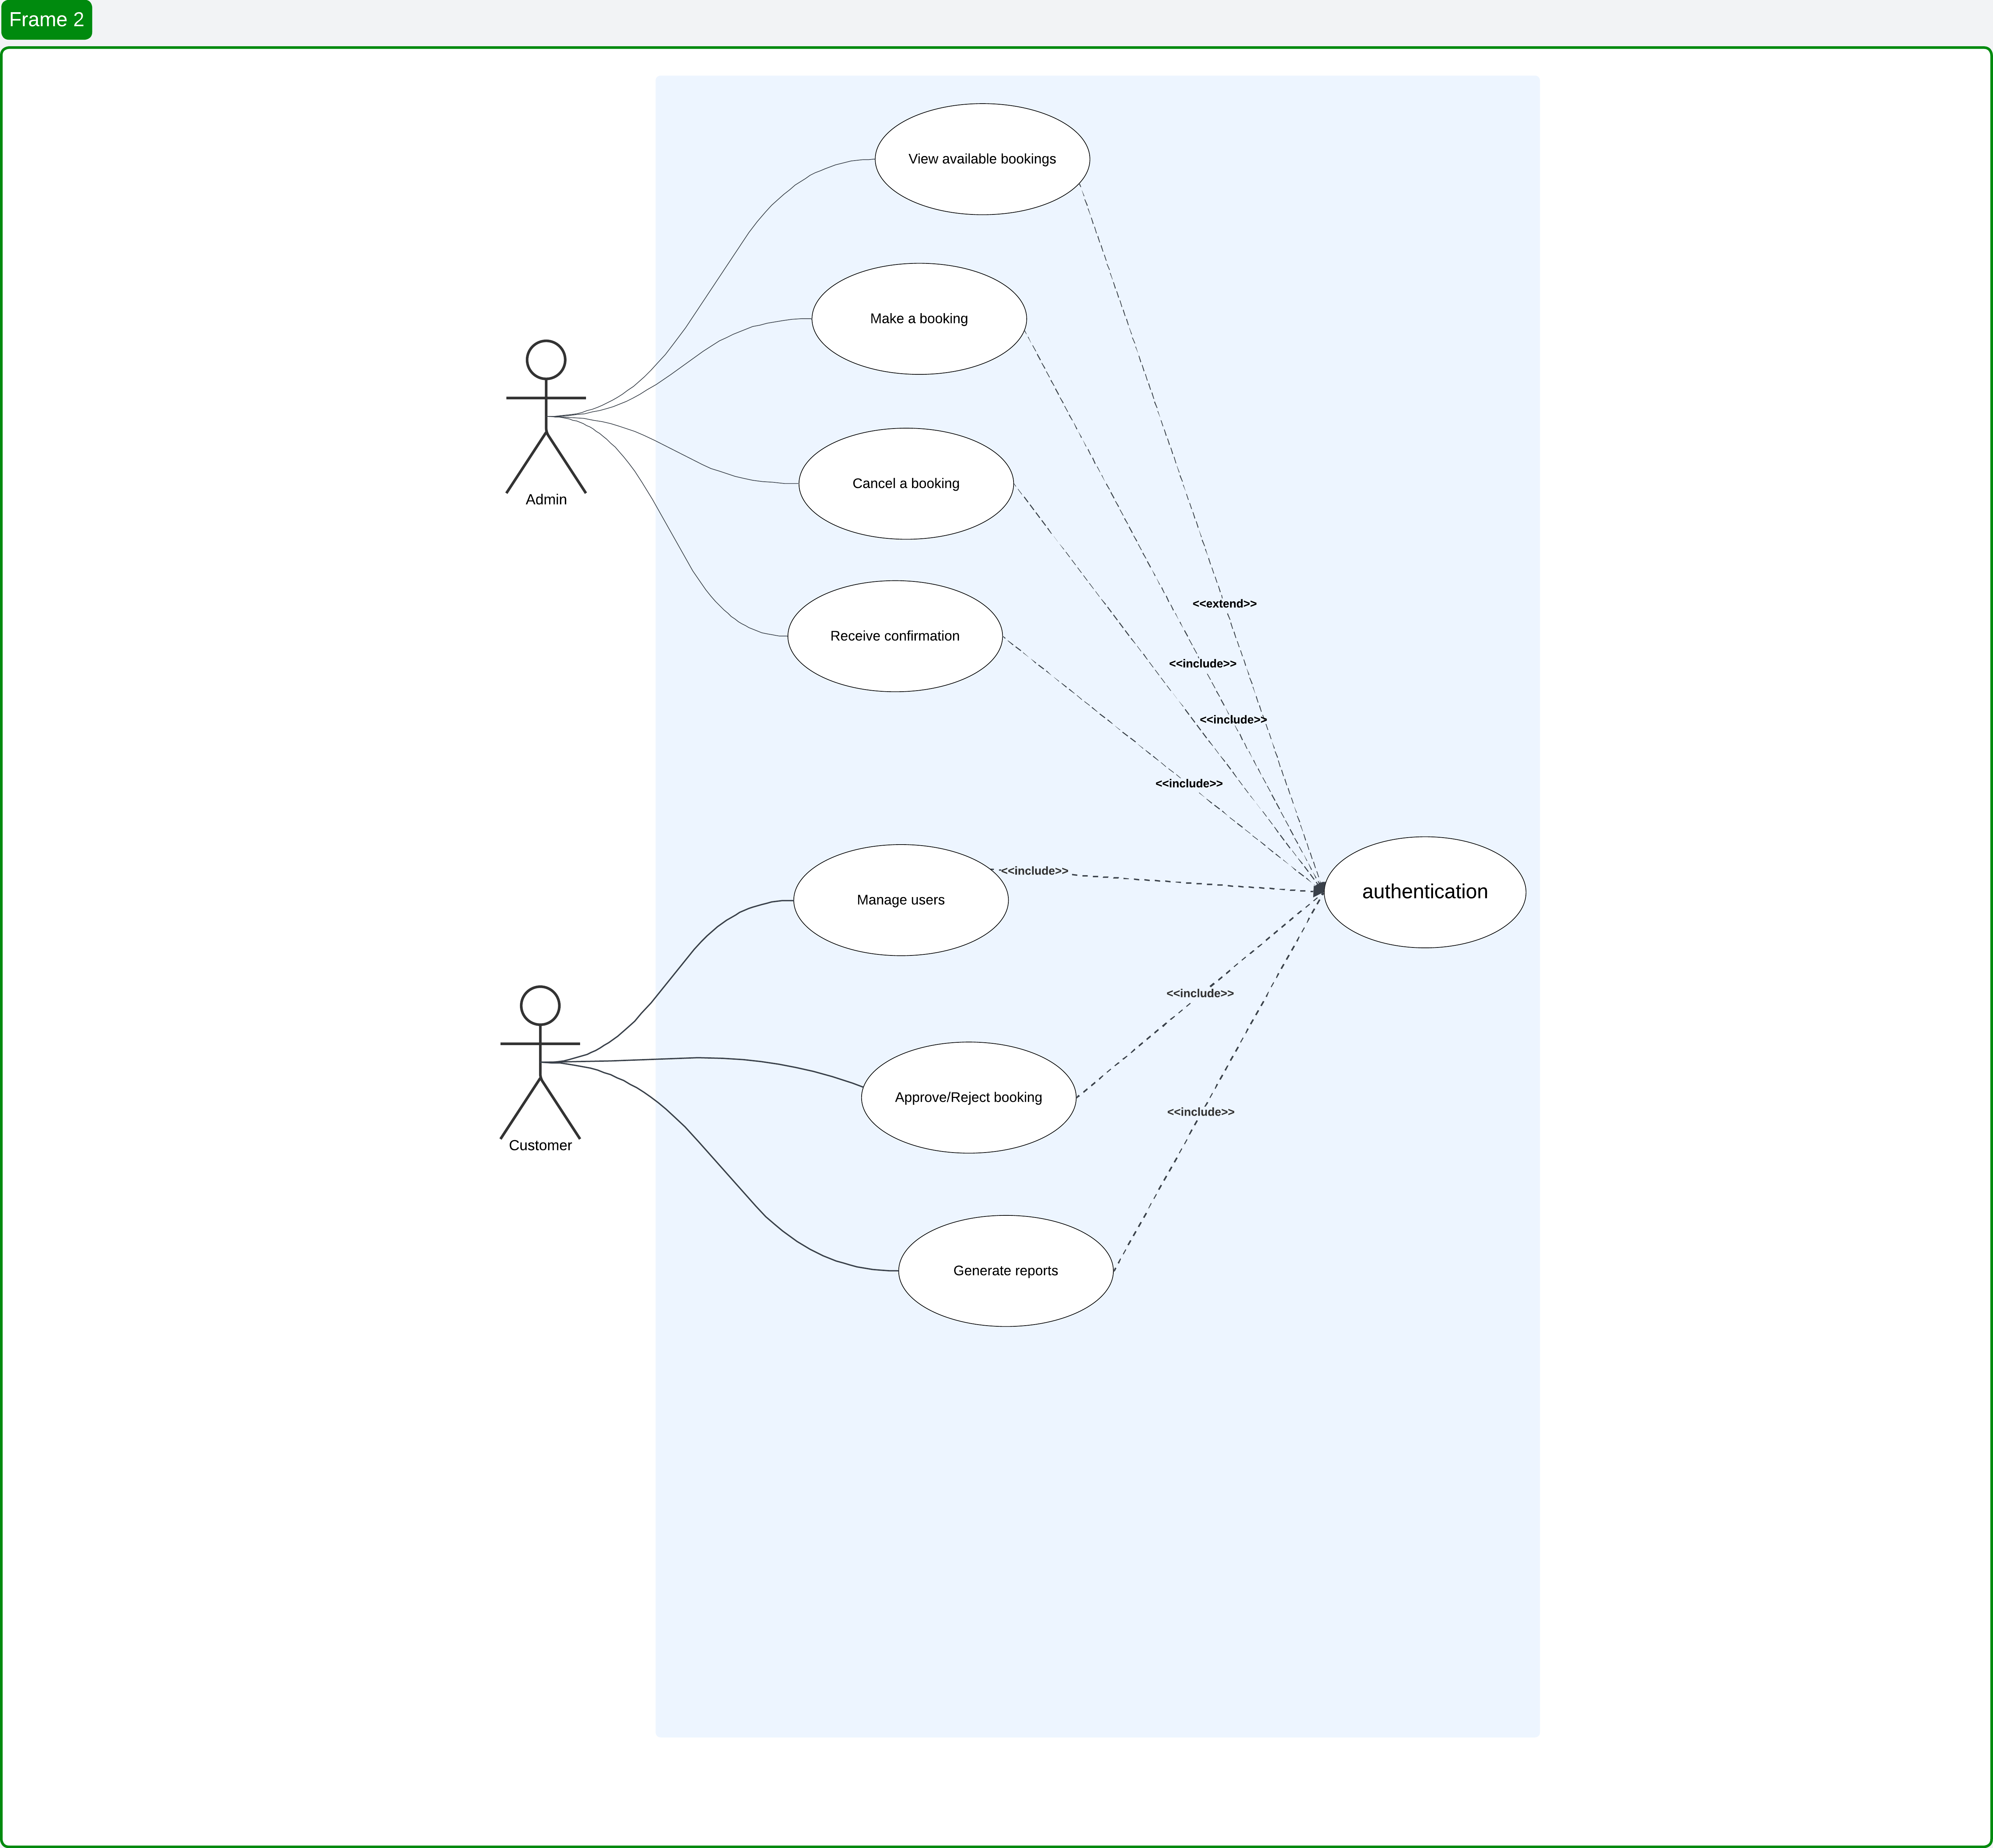 Frame 2
View available bookings
Make a booking
Admin
Cancel a booking
Receive confirmation
<<extend>>
<<include>>
<<include>>
<<include>>
<<include>>
Manage users
authentication
<<include>>
Customer
Approve/Reject booking
<<include>>
Generate reports